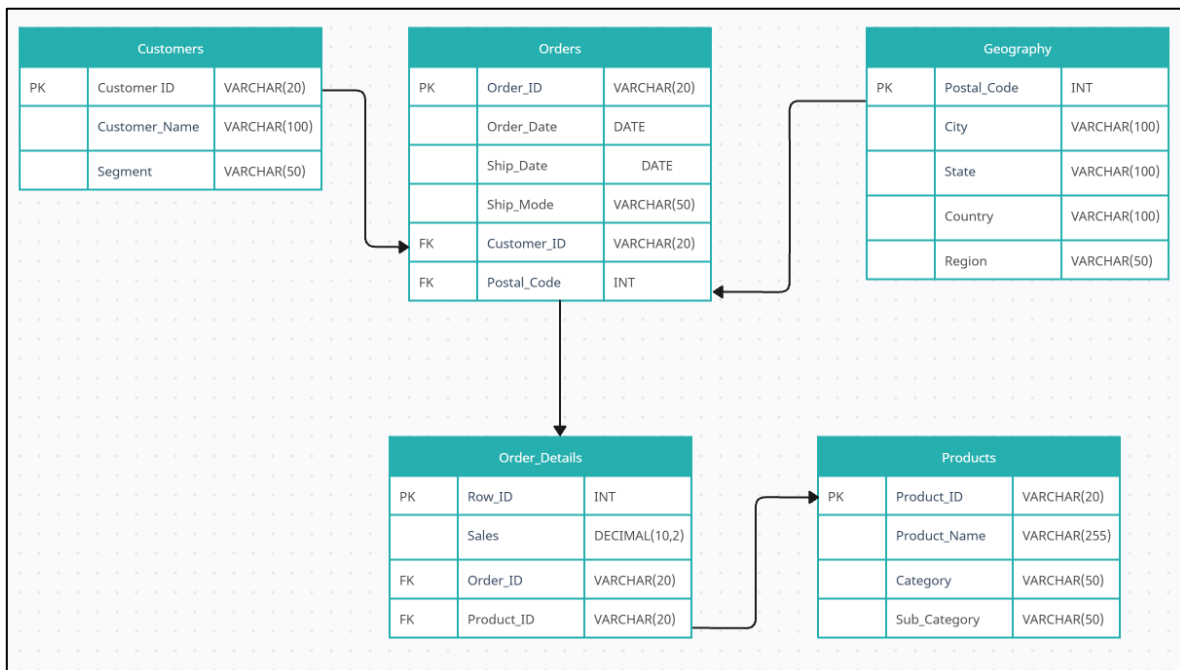 Customers
PK Customer ID VARCHAR(20)
Customer_Name VARCHAR(100)
Segment VARCHAR(50)
Orders
PK Order_ID VARCHAR(20)
Order_Date DATE
Ship_Date DATE
Ship_Mode VARCHAR(50)
FK Customer_ID VARCHAR(20)
FK Postal_Code INT
Geography
PK Postal_Code INT
City VARCHAR(100)
State VARCHAR(100)
Country VARCHAR(100)
Region VARCHAR(50)
Order_Details
PK Row_ID INT
Sales DECIMAL(10,2)
FK Order_ID VARCHAR(20)
FK Product_ID VARCHAR(20)
Products
PK Product_ID VARCHAR(20)
Product_Name VARCHAR(255)
Category VARCHAR(50)
Sub_Category VARCHAR(50)